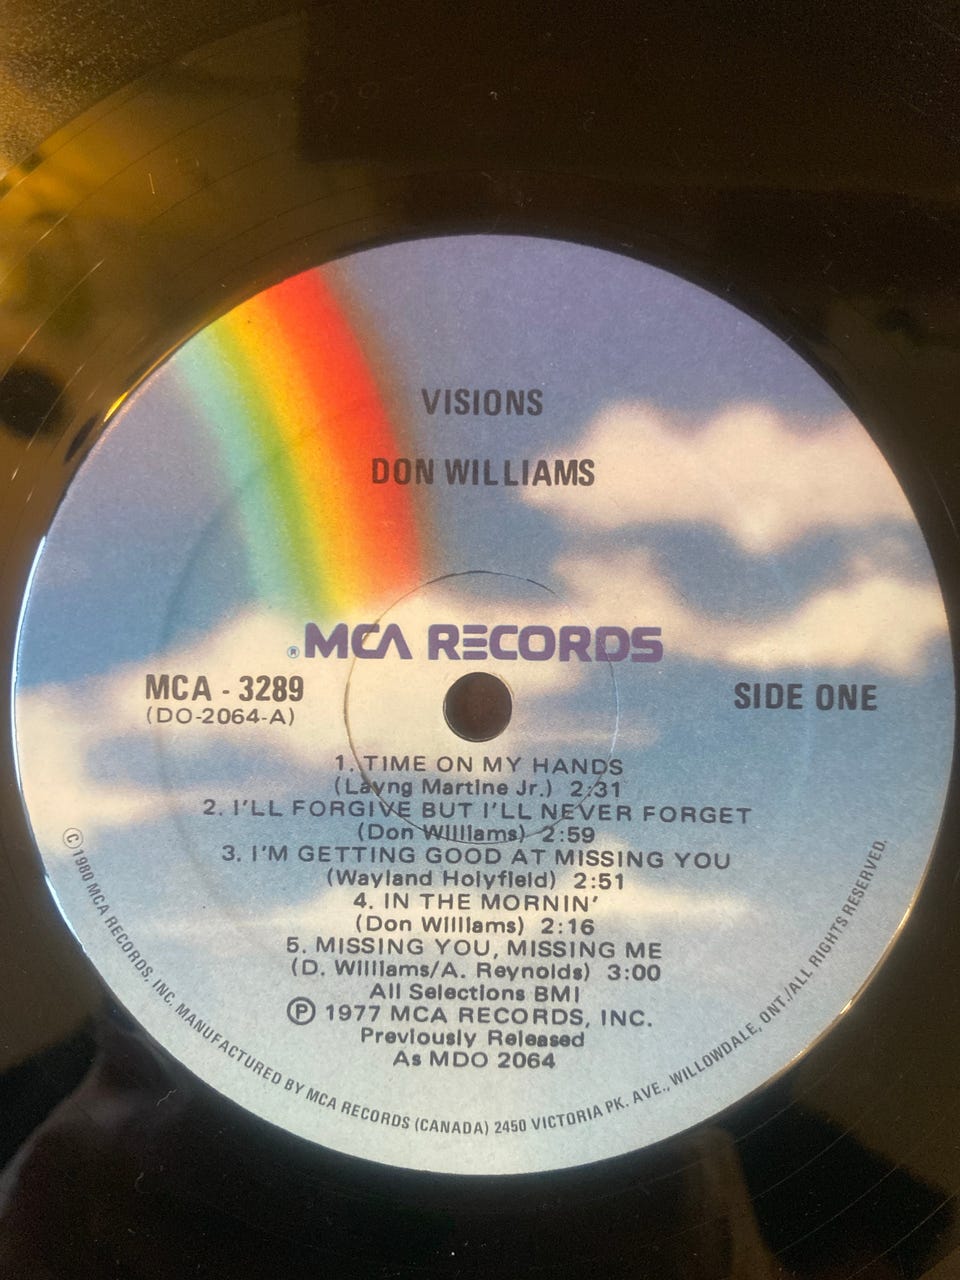 VISIONS
DON WILLIAMS
®MCA RECORDS
MCA - 3289
(DO-2064-A)
SIDE ONE
1. TIME ON MY HANDS
(Layng Martine Jr.) 2:31
2. I'LL FORGIVE BUT I'LL NEVER FORGET
(Don Williams) 2:59
3. I'M GETTING GOOD AT MISSING YOU
(Wayland Holyfield) 2:51
4. IN THE MORNIN'
(Don Williams) 2:16
5. MISSING YOU, MISSING ME
(D. Williams/A. Reynolds) 3:00
All Selections BMI
Ⓟ 1977 MCA RECORDS, INC.
Previously Released
As MDO 2064
©1980 MCA RECORDS, INC. MANUFACTURED BY MCA RECORDS (CANADA) 2450 VICTORIA PK. AVE., WILLOWDALE, ONT./ALL RIGHTS RESERVED.